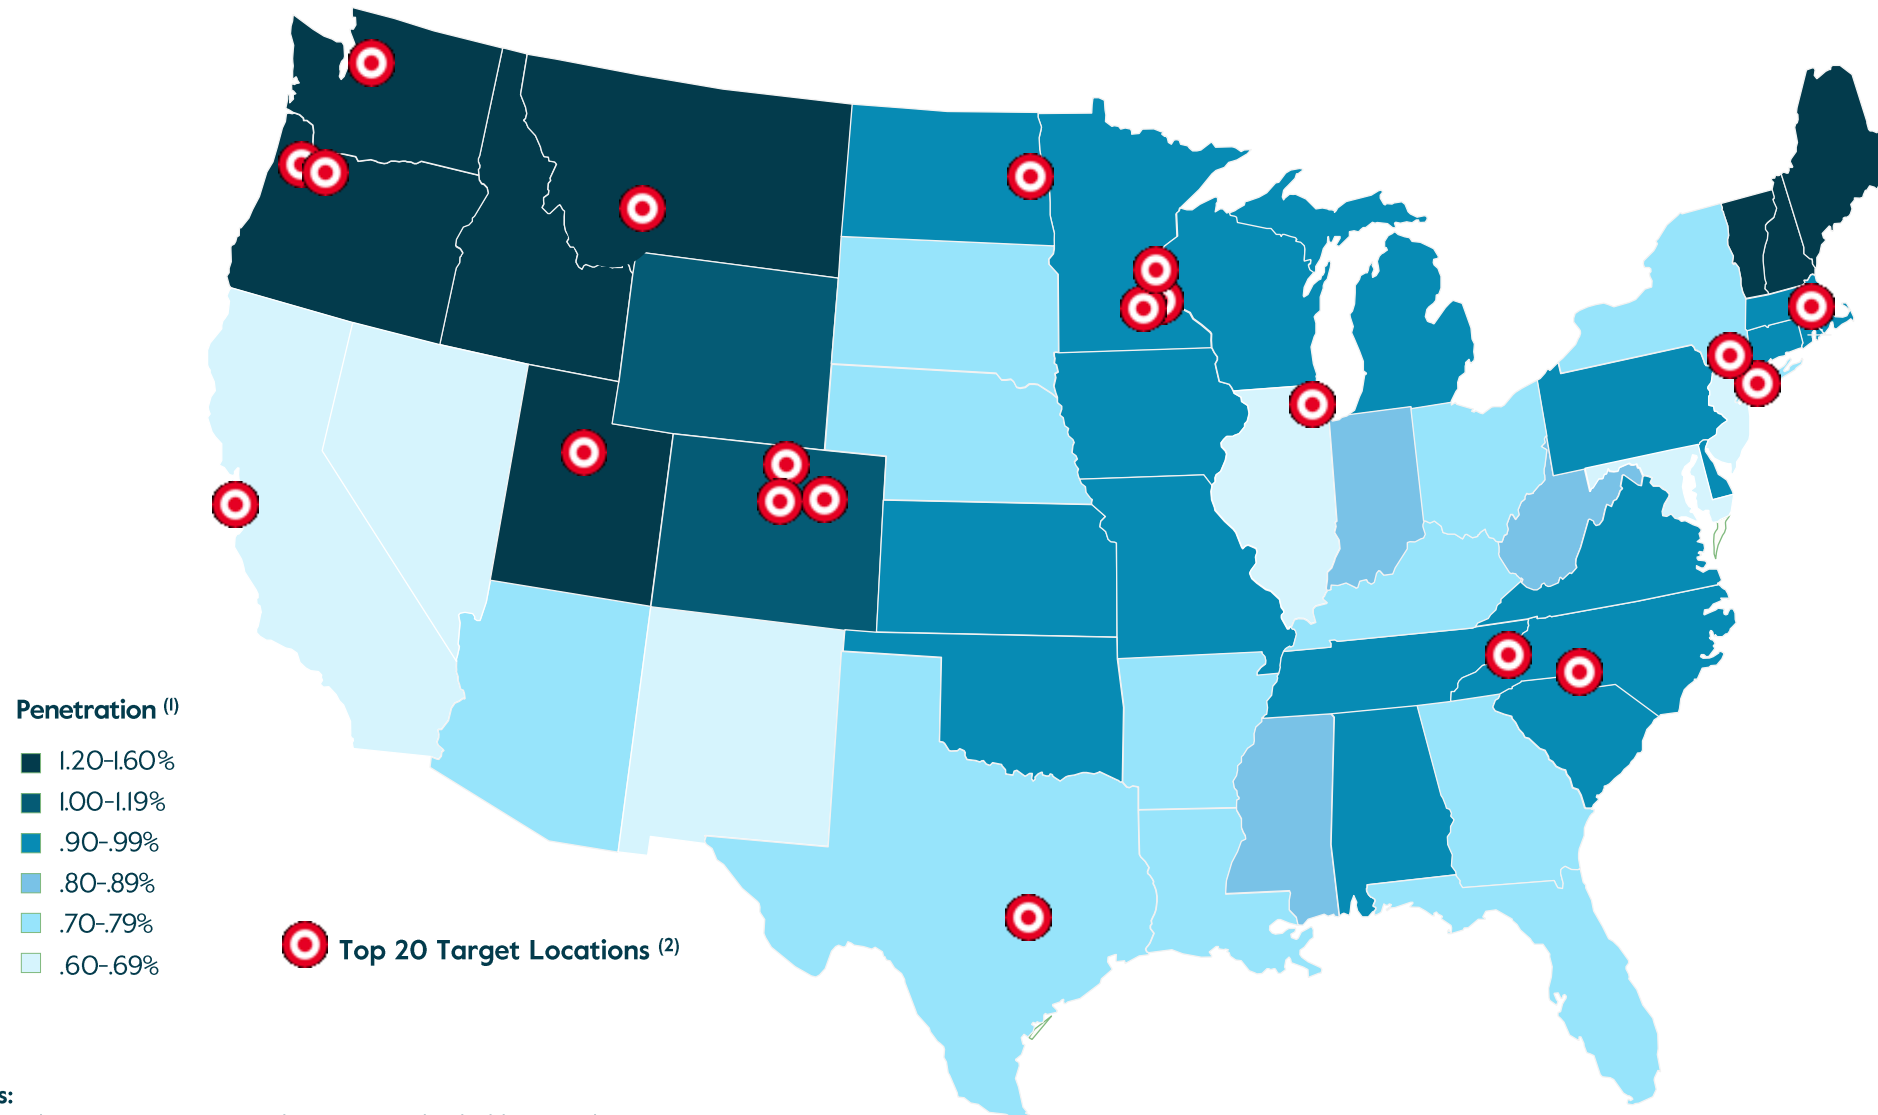 Penetration (1)
1.20-1.60%
1.00-1.19%
.90-.99%
.80-.89%
.70-.79%
.60-.69%
Top 20 Target Locations (2)
s: